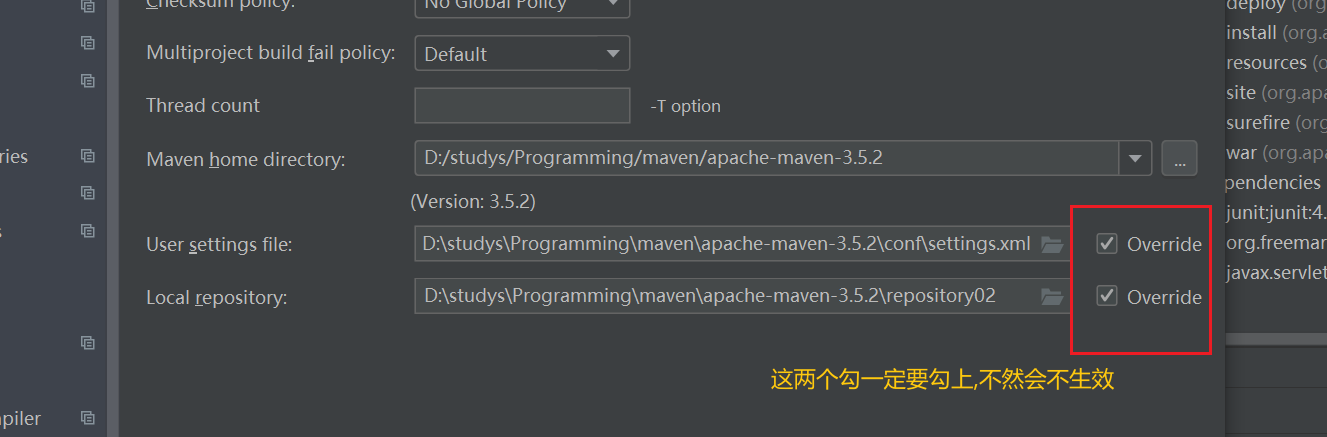 Checksum policy:
No Global Policy
Multiproject build fail policy:
Default
Thread count
-T option
Maven home directory:
D:/studys/Programming/maven/apache-maven-3.5.2
...
(Version: 3.5.2)
User settings file:
D:\studys\Programming\maven\apache-maven-3.5.2\conf\settings.xml
Override
Local repository:
D:\studys\Programming\maven\apache-maven-3.5.2\repository02
Override
这两个勾一定要勾上,不然会不生效
ries
s
piler
deploy (
install (org.
resources (o
site (org.apa
surefire (org
war (org.apa
pendencies
junit:junit:4.
org.freemar
javax.servlet